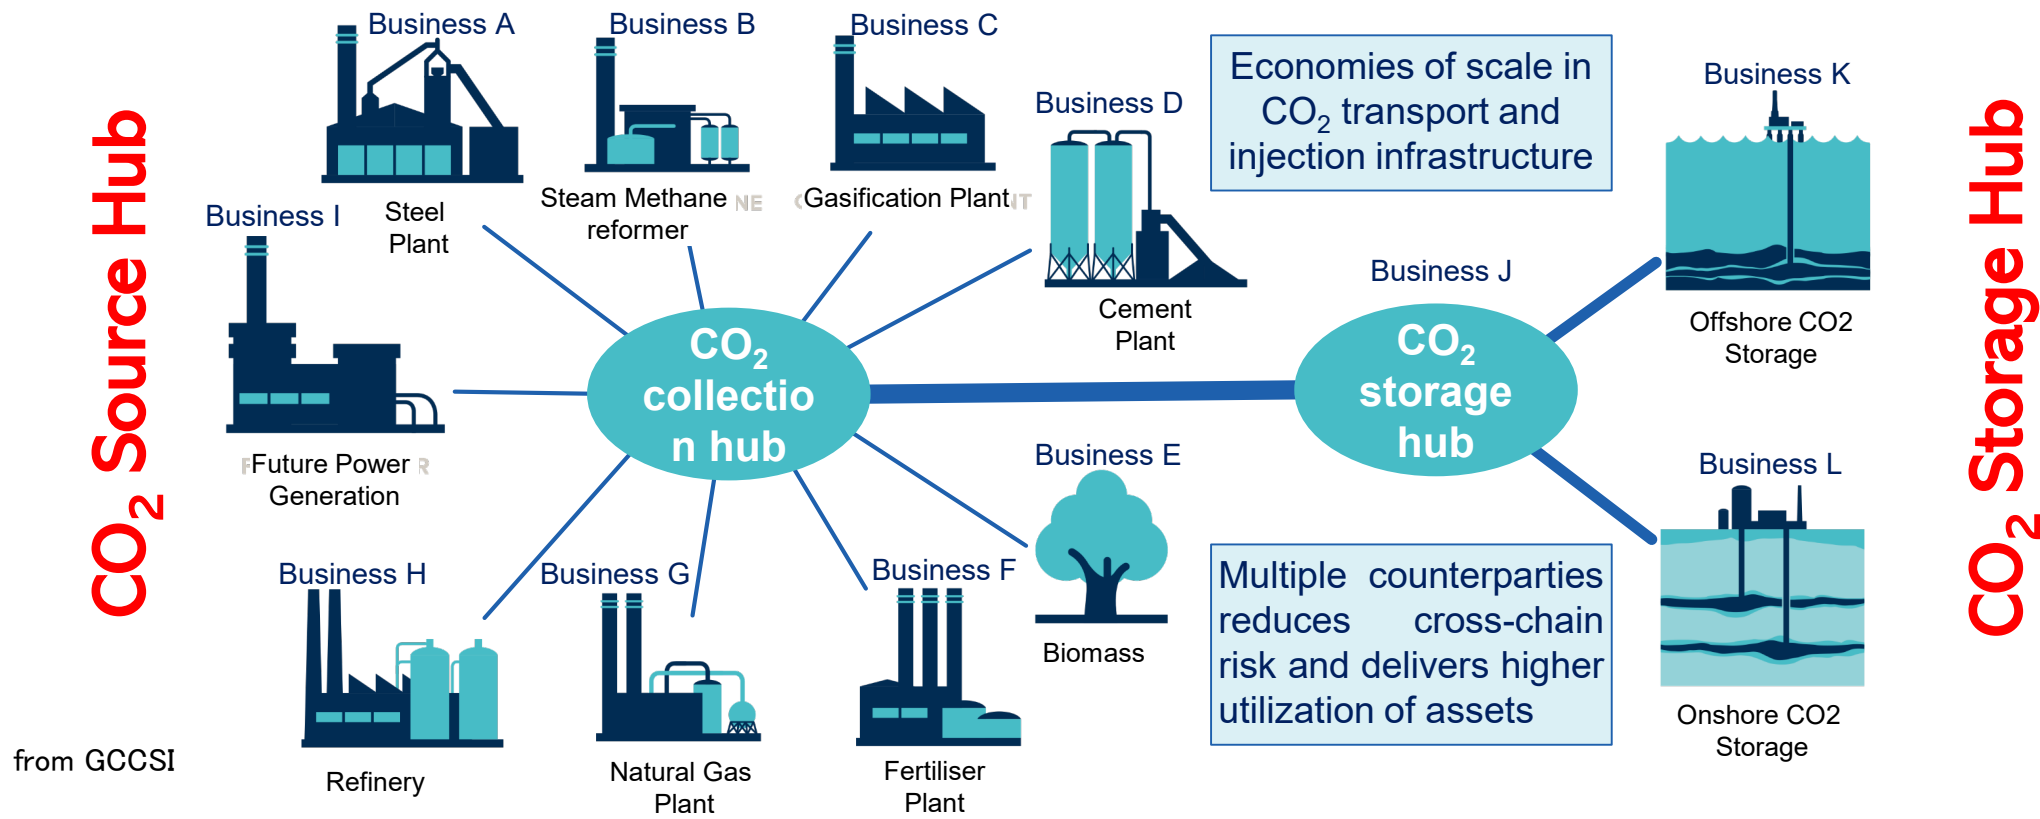 CO₂ Source Hub
Business A
Steel
Plant
Business B
Steam Methane NE
reformer
Business C
Gasification Plant NT
Business D
Cement
Plant
Business I
Future Power R
Generation
CO₂
collectio
n hub
Business E
Biomass
Business H
Refinery
Business G
Natural Gas
Plant
Business F
Fertiliser
Plant
from GCCSI
Economies of scale in
CO₂ transport and
injection infrastructure
Business J
CO₂
storage
hub
Multiple counterparties
reduces cross-chain
risk and delivers higher
utilization of assets
Business K
Offshore CO2
Storage
Business L
Onshore CO2
Storage
CO₂ Storage Hub